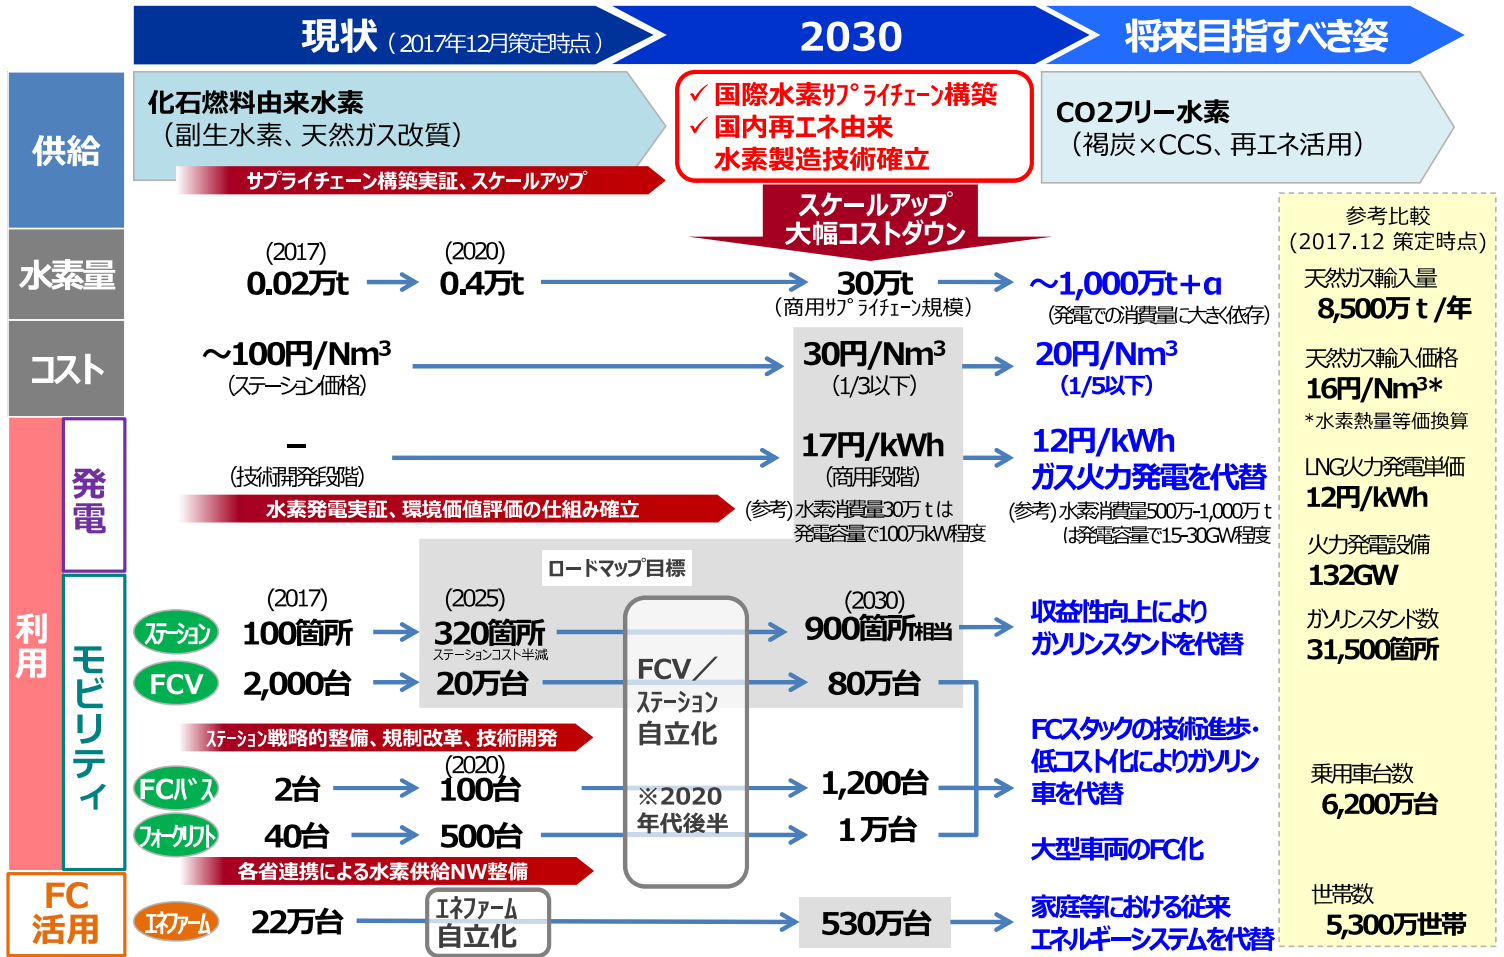 現状（2017年12月策定時点）
2030
将来目指すべき姿
供給
化石燃料由来水素
（副生水素、天然ガス改質）
サプライチェーン構築実証、スケールアップ
✓ 国際水素ｻﾌﾟﾗｲﾁｪｰﾝ構築
✓ 国内再エネ由来
水素製造技術確立
CO2フリー水素
（褐炭×CCS、再エネ活用）
スケールアップ
大幅コストダウン
水素量
(2017)
0.02万t
(2020)
0.4万t
30万t
（商用ｻﾌﾟﾗｲﾁｪｰﾝ規模）
～1,000万t+α
（発電での消費量に大きく依存）
コスト
～100円/Nm³
（ステーション価格）
30円/Nm³
（1/3以下）
20円/Nm³
（1/5以下）
利用
発電
－
（技術開発段階）
17円/kWh
（商用段階）
12円/kWh
ガス火力発電を代替
水素発電実証、環境価値評価の仕組み確立
（参考）水素消費量30万ｔは
発電容量で100万kW程度
（参考）水素消費量500万-1,000万ｔ
は発電容量で15-30GW程度
モビリティ
ロードマップ目標
ステーション
(2017)
100箇所
(2025)
320箇所
ステーションコスト半減
(2030)
900箇所相当
収益性向上により
ガソリンスタンドを代替
FCV
2,000台
20万台
80万台
FCV／
ステーション
自立化
※2020
年代後半
ステーション戦略的整備、規制改革、技術開発
FCﾊﾞｽ
2台
(2020)
100台
1,200台
FCスタックの技術進歩・
低コスト化によりガソリン
車を代替
フォークリフト
40台
500台
1万台
大型車両のFC化
各省連携による水素供給NW整備
FC
活用
エネファーム
22万台
エネファーム
自立化
530万台
家庭等における従来
エネルギーシステムを代替
参考比較
(2017.12 策定時点)
天然ガス輸入量
8,500万ｔ/年
天然ガス輸入価格
16円/Nm³*
*水素熱量等価換算
LNG火力発電単価
12円/kWh
火力発電設備
132GW
ガソリンスタンド数
31,500箇所
乗用車台数
6,200万台
世帯数
5,300万世帯